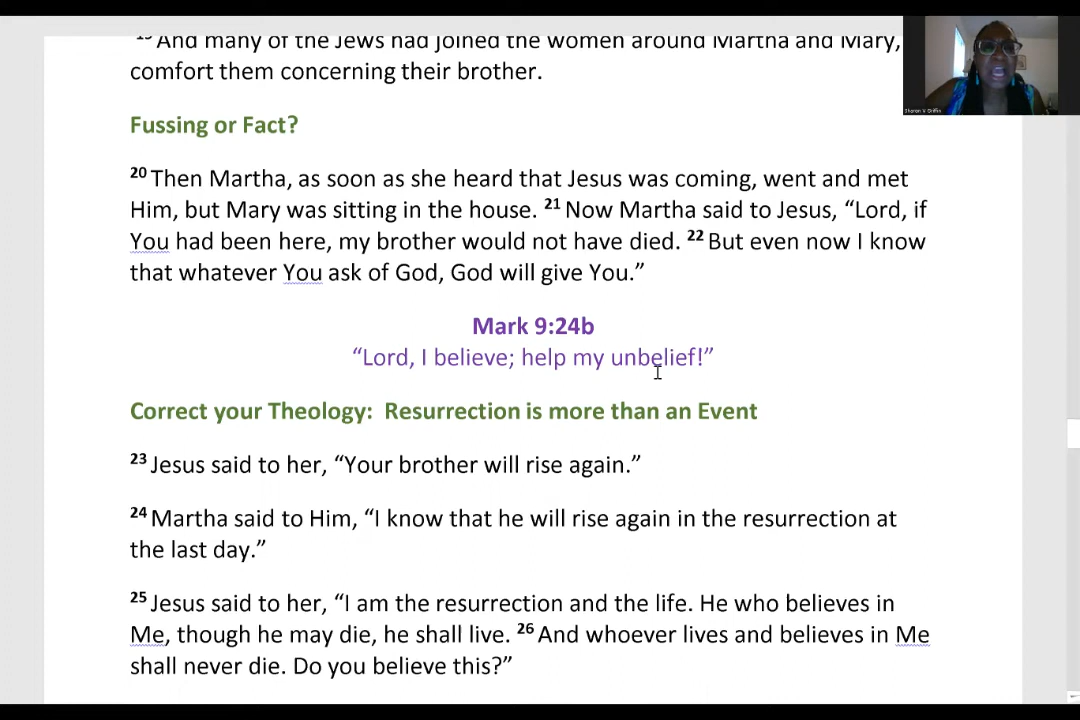 19 And many of the Jews had joined the women around Martha and Mary,
comfort them concerning their brother.
Sharon V Griffin
Fussing or Fact?
20 Then Martha, as soon as she heard that Jesus was coming, went and met
Him, but Mary was sitting in the house. 21 Now Martha said to Jesus, “Lord, if
You had been here, my brother would not have died. 22 But even now I know
that whatever You ask of God, God will give You.”
Mark 9:24b
“Lord, I believe; help my unbelief!”
Correct your Theology:  Resurrection is more than an Event
23 Jesus said to her, “Your brother will rise again.”
24 Martha said to Him, “I know that he will rise again in the resurrection at
the last day.”
25 Jesus said to her, “I am the resurrection and the life. He who believes in
Me, though he may die, he shall live. 26 And whoever lives and believes in Me
shall never die. Do you believe this?”